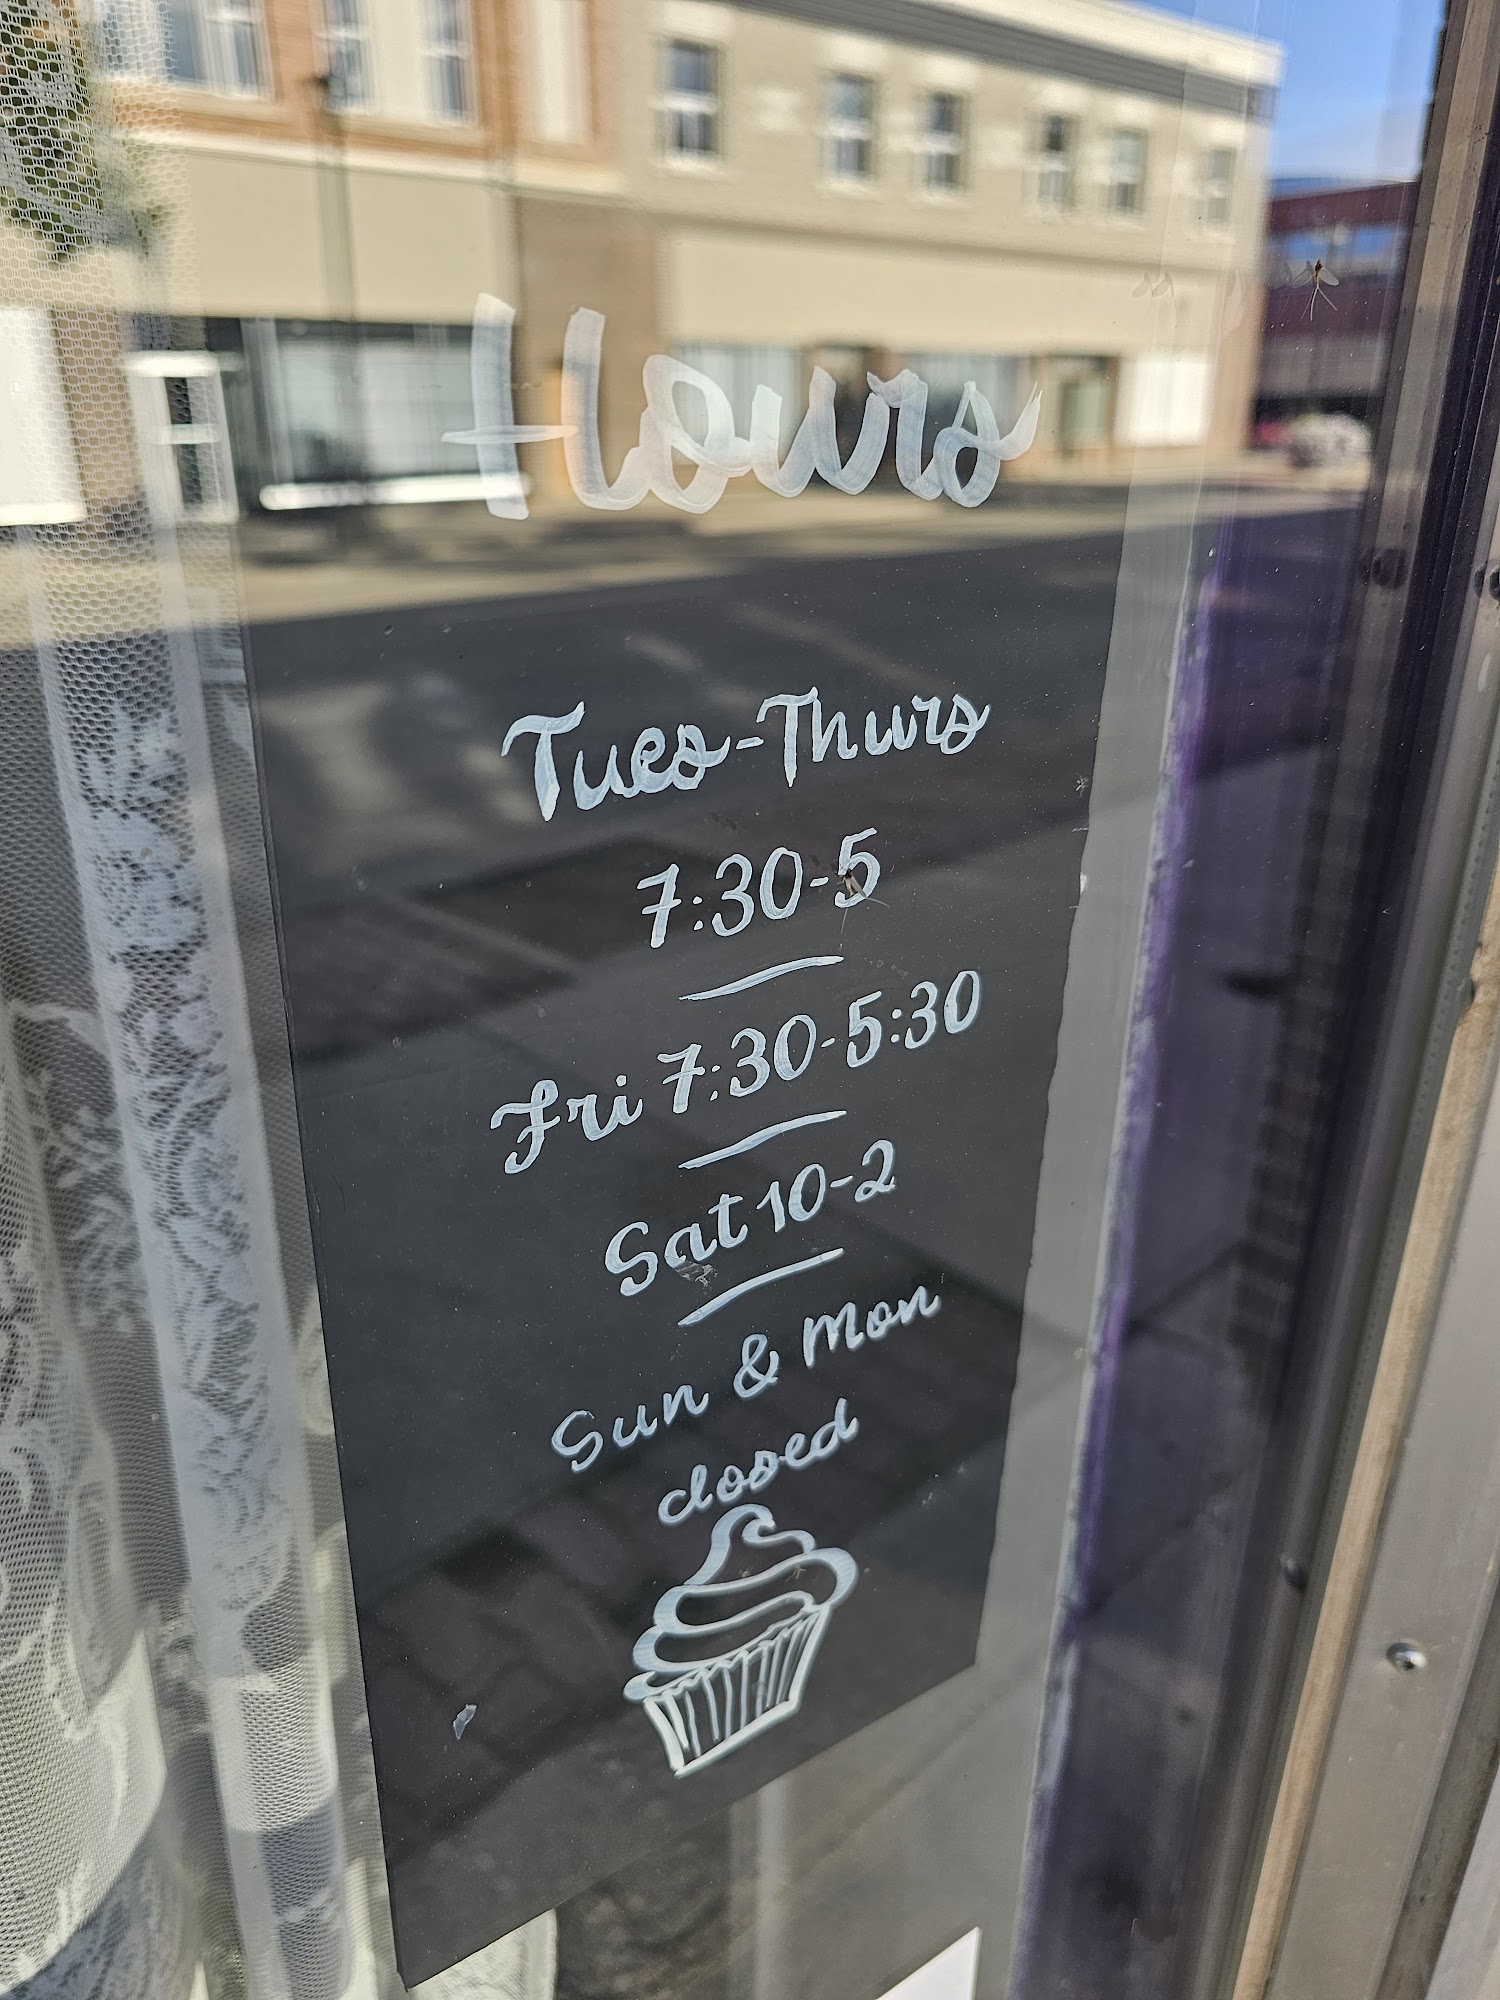 Hours
Tues-Thurs
7:30-5
Fri 7:30-5:30
Sat 10-2
Sun & Mon
closed